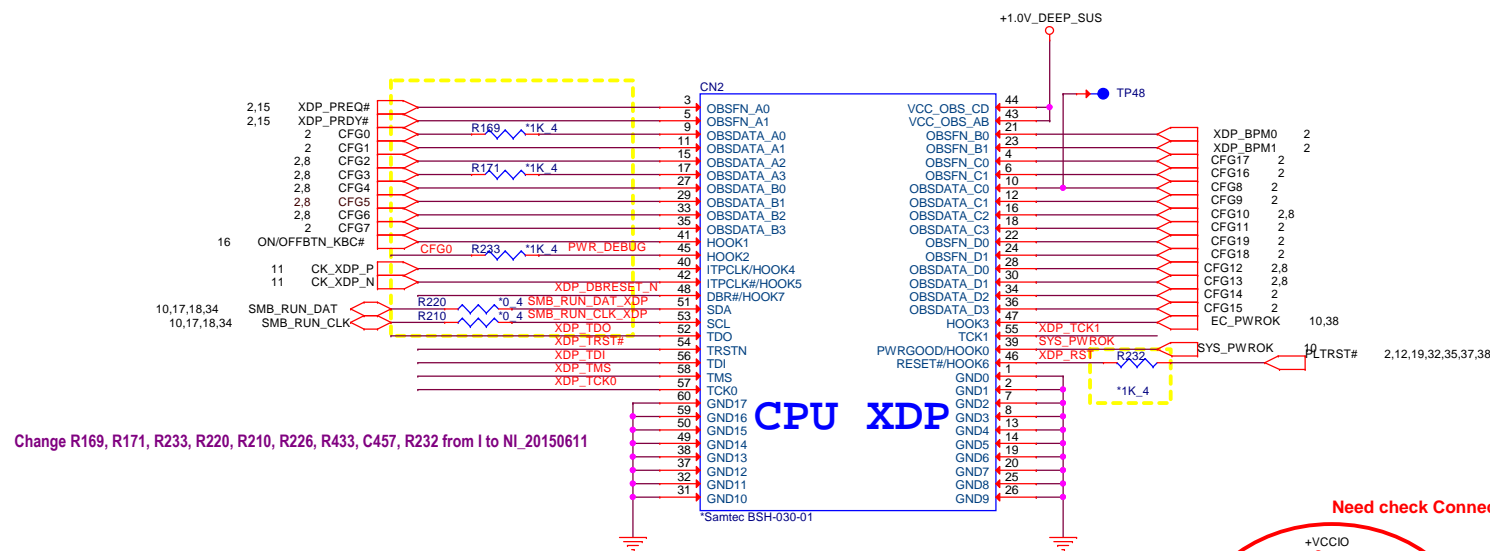 +1.0V_DEEP_SUS
CN2
TP48
2,15 XDP_PREQ# 3 OBSFN_A0 VCC_OBS_CD 44
2,15 XDP_PRDY# 5 OBSFN_A1 VCC_OBS_AB 43
2 CFG0 R169 *1K_4 9 OBSDATA_A0 OBSFN_B0 21 XDP_BPM0 2
2 CFG1 11 OBSDATA_A1 OBSFN_B1 23 XDP_BPM1 2
2,8 CFG2 15 OBSDATA_A2 OBSFN_C0 4 CFG17 2
2,8 CFG3 R171 *1K_4 17 OBSDATA_A3 OBSFN_C1 6 CFG16 2
2,8 CFG4 27 OBSDATA_B0 OBSDATA_C0 10 CFG8 2
2,8 CFG5 29 OBSDATA_B1 OBSDATA_C1 12 CFG9 2
2,8 CFG6 33 OBSDATA_B2 OBSDATA_C2 16 CFG10 2,8
2 CFG7 35 OBSDATA_B3 OBSDATA_C3 18 CFG11 2
16 ON/OFFBTN_KBC# 41 HOOK1 OBSFN_D0 22 CFG19 2
CFG0 R233 *1K_4 PWR_DEBUG 45 HOOK2 OBSFN_D1 24 CFG18 2
11 CK_XDP_P 40 ITPCLK/HOOK4 OBSDATA_D0 28 CFG12 2,8
11 CK_XDP_N 42 ITPCLK#/HOOK5 OBSDATA_D1 30 CFG13 2,8
XDP_DBRESET_N 48 DBR#/HOOK7 OBSDATA_D2 34 CFG14 2
10,17,18,34 SMB_RUN_DAT R220 *0_4 SMB_RUN_DAT_XDP 51 SDA OBSDATA_D3 36 CFG15 2
10,17,18,34 SMB_RUN_CLK R210 *0_4 SMB_RUN_CLK_XDP 53 SCL HOOK3 47 EC_PWROK 10,38
XDP_TDO 52 TDO TCK1 55 XDP_TCK1
XDP_TRST# 54 TRSTN PWRGOOD/HOOK0 39 SYS_PWROK SYS_PWROK 10
XDP_TDI 56 TDI RESET#/HOOK6 46 XDP_RST R232 *1K_4 PLTRST# 2,12,19,32,35,37,38
XDP_TMS 58 TMS GND0 1
XDP_TCK0 57 TCK0 GND1 2
60 GND17 GND2 7
59 GND16 GND3 8
50 GND15 GND4 13
49 GND14 GND5 14
38 GND13 GND6 19
37 GND12 GND7 20
32 GND11 GND8 25
31 GND10 GND9 26
CPU XDP
*Samtec BSH-030-01
Change R169, R171, R233, R220, R210, R226, R433, C457, R232 from I to NI_20150611
Need check Connec
+VCCIO